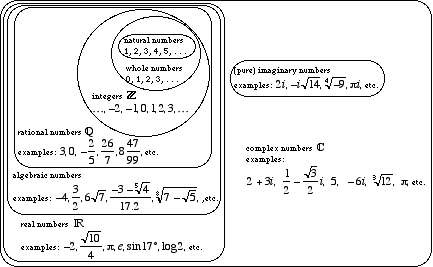 natural numbers
1, 2, 3, 4, 5, . . .
whole numbers
0, 1, 2, 3, . . .
integers ℤ
. . ., −2, −1, 0, 1, 2, 3, . . .
rational numbers ℚ
examples: 3, 0, −2/5, 26/7, 8 47/99, etc.
algebraic numbers
examples: −4, 3/2, 6√7, (−3 − ⁵√4)/17.2, ³√(7 − √5), , etc.
real numbers ℝ
examples: −2, √10/4, π, e, sin17°, log2, etc.
(pure) imaginary numbers
examples: 2i, −i√14, ⁴√−9, πi, etc.
complex numbers ℂ
examples:
2 + 3i, 1/2 − √3/2 i, 5, −6i, ³√12, π, etc.